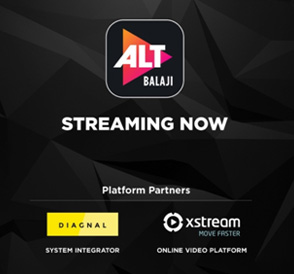 ALT
BALAJI
STREAMING NOW
Platform Partners
DIAGNAL
SYSTEM INTEGRATOR
xstream
MOVE FASTER
ONLINE VIDEO PLATFORM